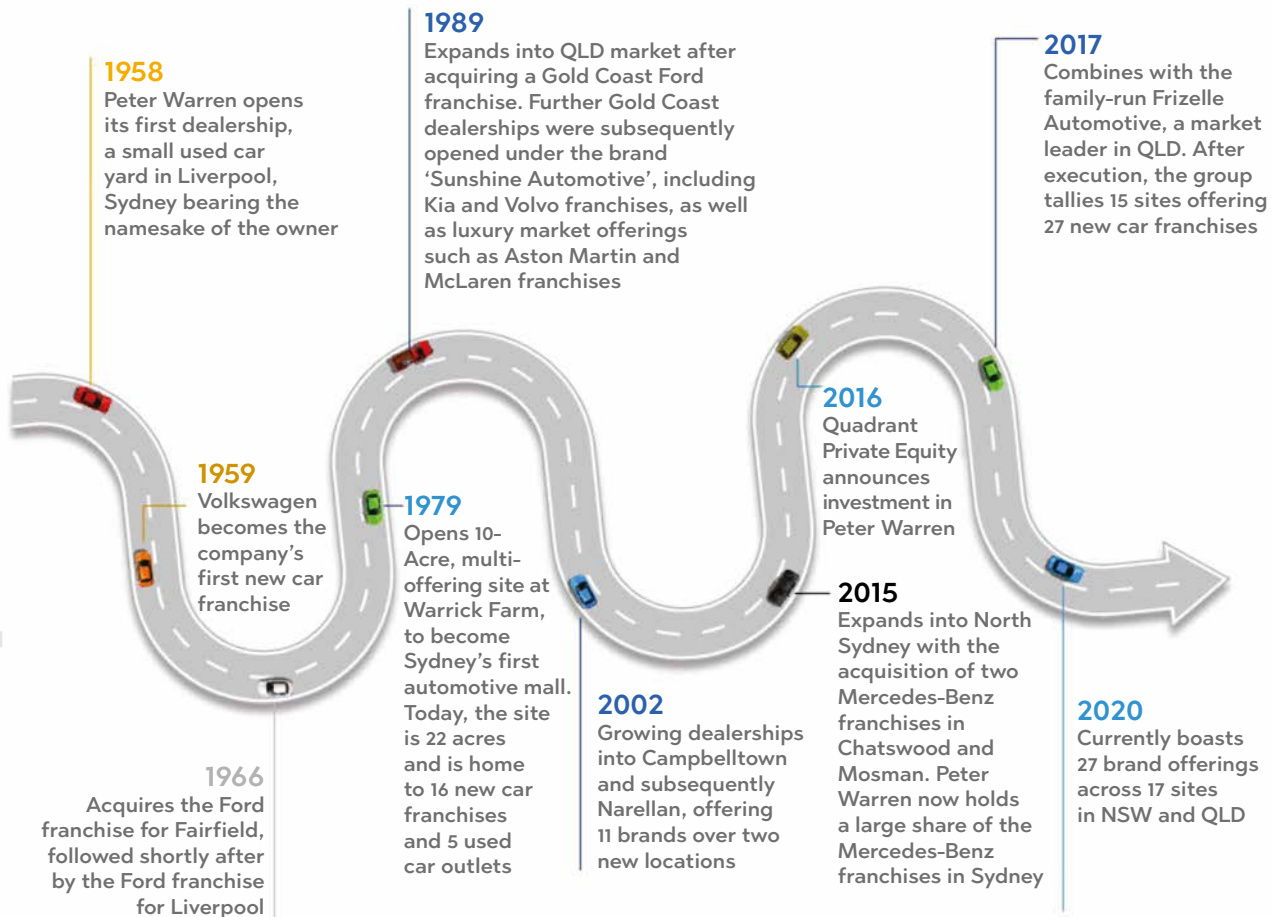 1958
Peter Warren opens
its first dealership,
a small used car
yard in Liverpool,
Sydney bearing the
namesake of the owner
1959
Volkswagen
becomes the
company's
first new car
franchise
1966
Acquires the Ford
franchise for Fairfield,
followed shortly after
by the Ford franchise
for Liverpool
1979
Opens 10-
Acre, multi-
offering site at
Warrick Farm,
to become
Sydney's first
automotive mall.
Today, the site
is 22 acres
and is home
to 16 new car
franchises
and 5 used
car outlets
1989
Expands into QLD market after
acquiring a Gold Coast Ford
franchise. Further Gold Coast
dealerships were subsequently
opened under the brand
‘Sunshine Automotive’, including
Kia and Volvo franchises, as well
as luxury market offerings
such as Aston Martin and
McLaren franchises
2002
Growing dealerships
into Campbelltown
and subsequently
Narellan, offering
11 brands over two
new locations
2015
Expands into North
Sydney with the
acquisition of two
Mercedes-Benz
franchises in
Chatswood and
Mosman. Peter
Warren now holds
a large share of the
Mercedes-Benz
franchises in Sydney
2016
Quadrant
Private Equity
announces
investment in
Peter Warren
2017
Combines with the
family-run Frizelle
Automotive, a market
leader in QLD. After
execution, the group
tallies 15 sites offering
27 new car franchises
2020
Currently boasts
27 brand offerings
across 17 sites
in NSW and QLD